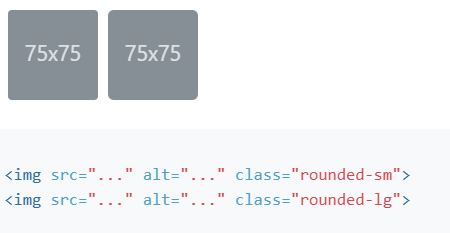 75x75 75x75
<img src="..." alt="..." class="rounded-sm">
<img src="..." alt="..." class="rounded-lg">